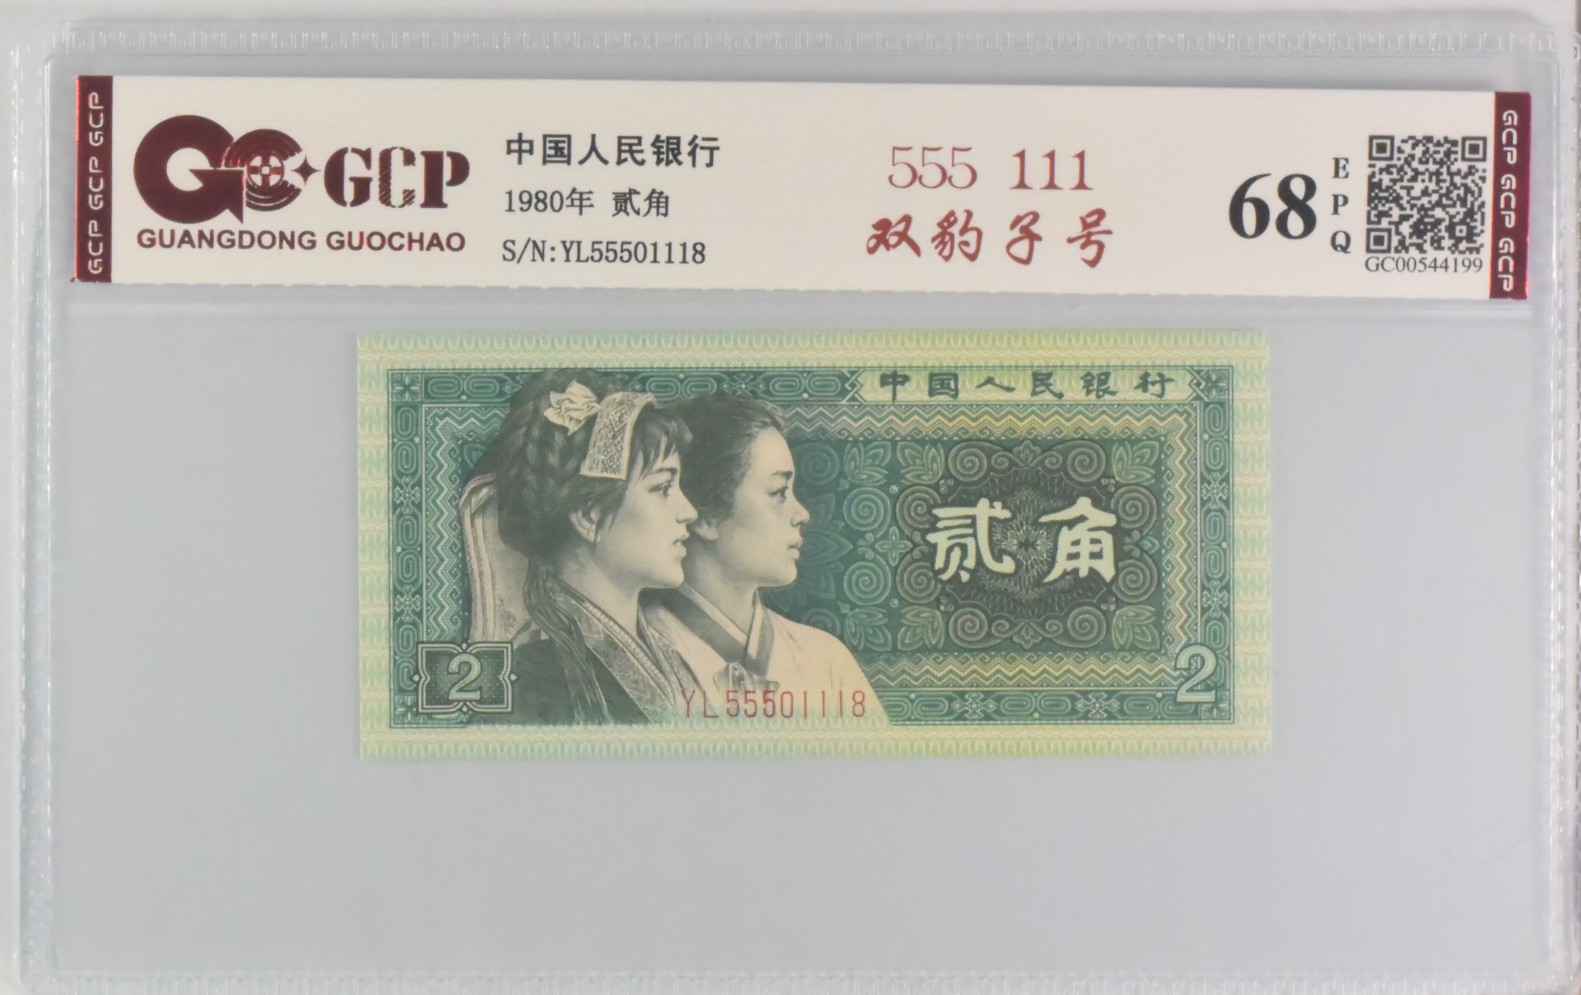 GCP GCP GCP
GCP
GUANGDONG GUOCHAO
中国人民银行
1980年 贰角
S/N:YL55501118
555 111
双豹子号
68
EPQ
GC00544199
GCP GCP GCP
中国人民银行
贰角
2
2
YL55501118